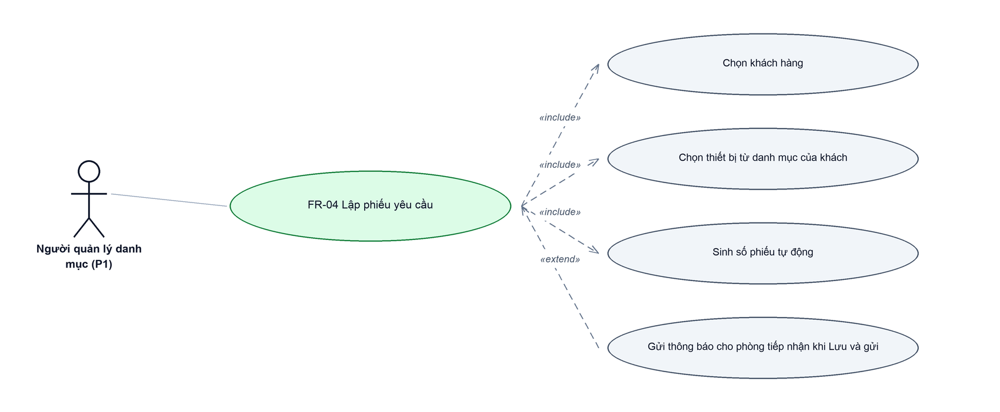 Chọn khách hàng
«include»
Chọn thiết bị từ danh mục của khách
«include»
FR-04 Lập phiếu yêu cầu
«include»
Người quản lý danh
mục (P1)
Sinh số phiếu tự động
«extend»
Gửi thông báo cho phòng tiếp nhận khi Lưu và gửi